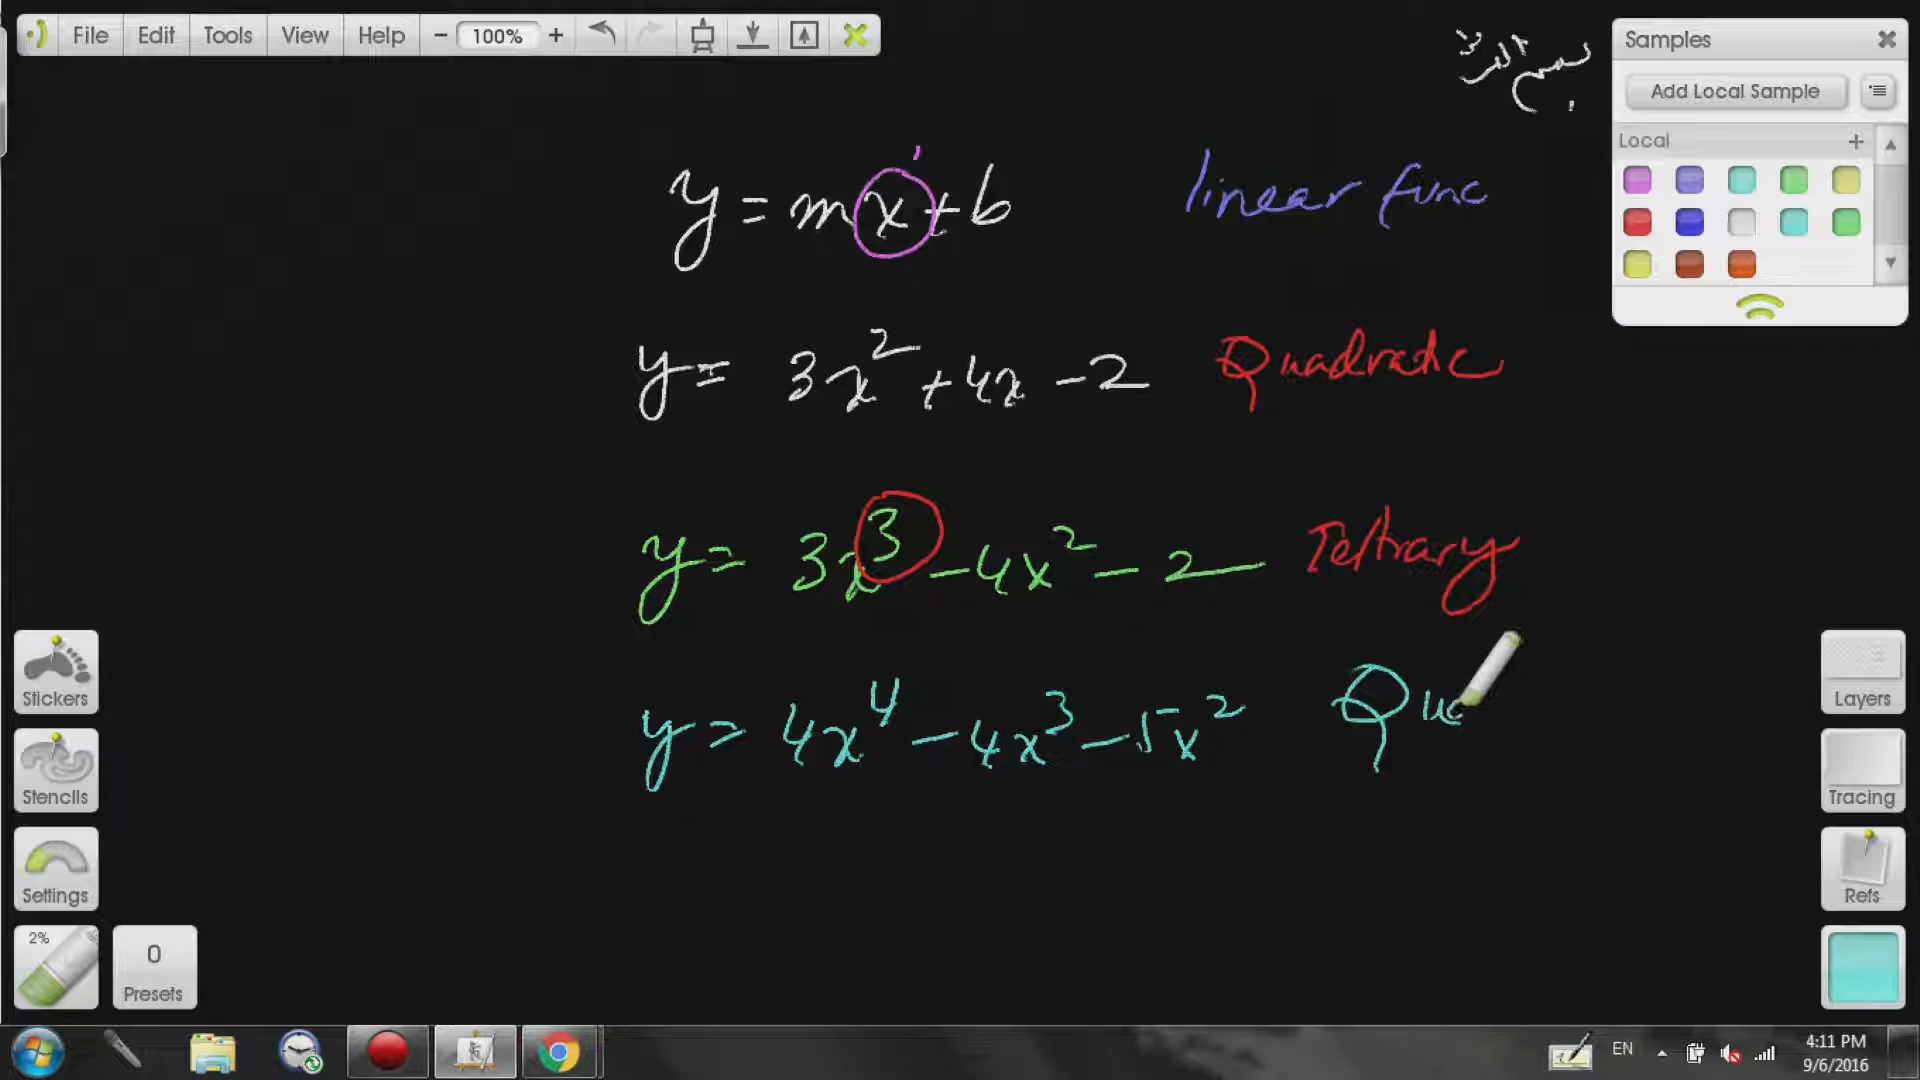 File Edit Tools View Help − 100% +
Samples
Add Local Sample
Local +
y = mx + b linear func
y = 3x² + 4x - 2 Quadratic
y = 3x³ - 4x² - 2 Tertrary
y = 4x⁴ - 4x³ - 5x² Qua
Stickers
Stencils
Settings
2%
0
Presets
Layers
Tracing
Refs
EN
4:11 PM
9/6/2016